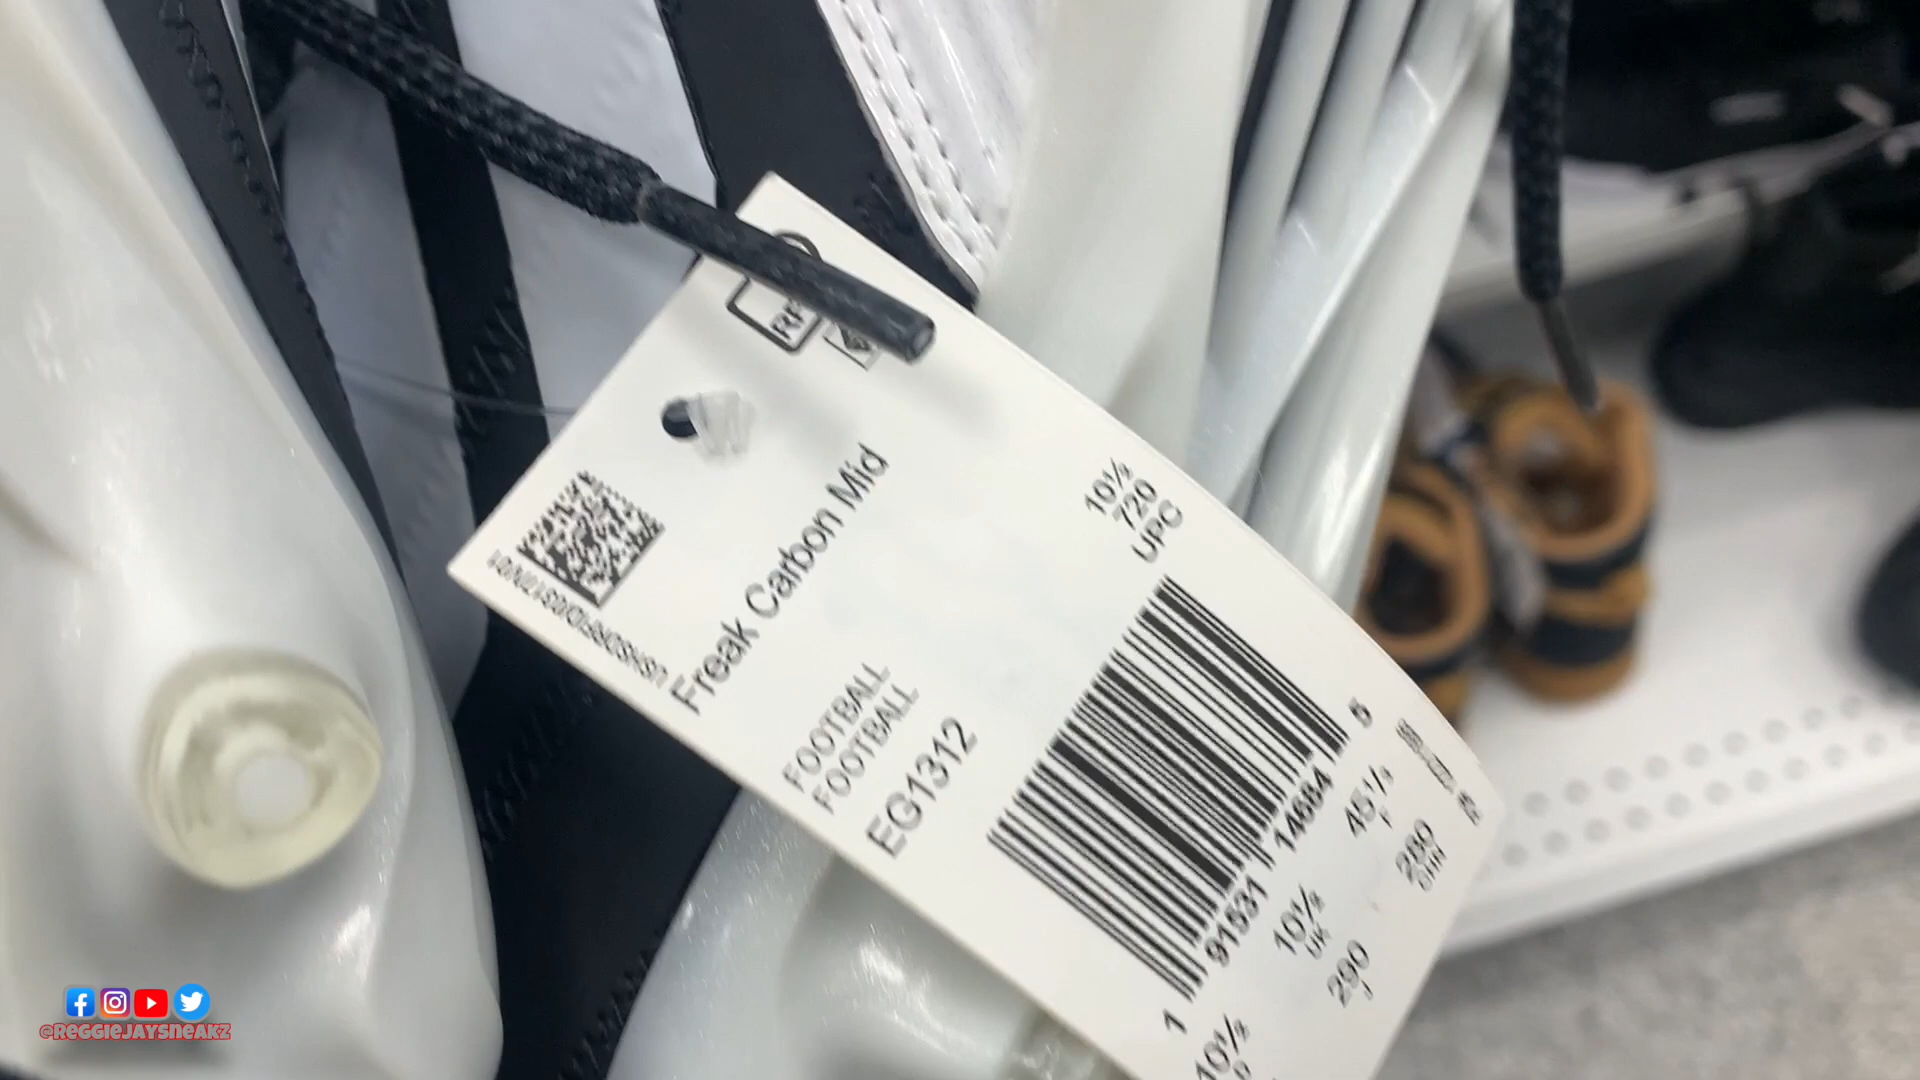 Freak Carbon Mid
FOOTBALL
FOOTBALL
EG1312
10½
720
UPC
1 91531 14684 5
10½
10½
UK
45⅓
F
290
J
280
CHN
@REGGIEJAYSNEAKZ